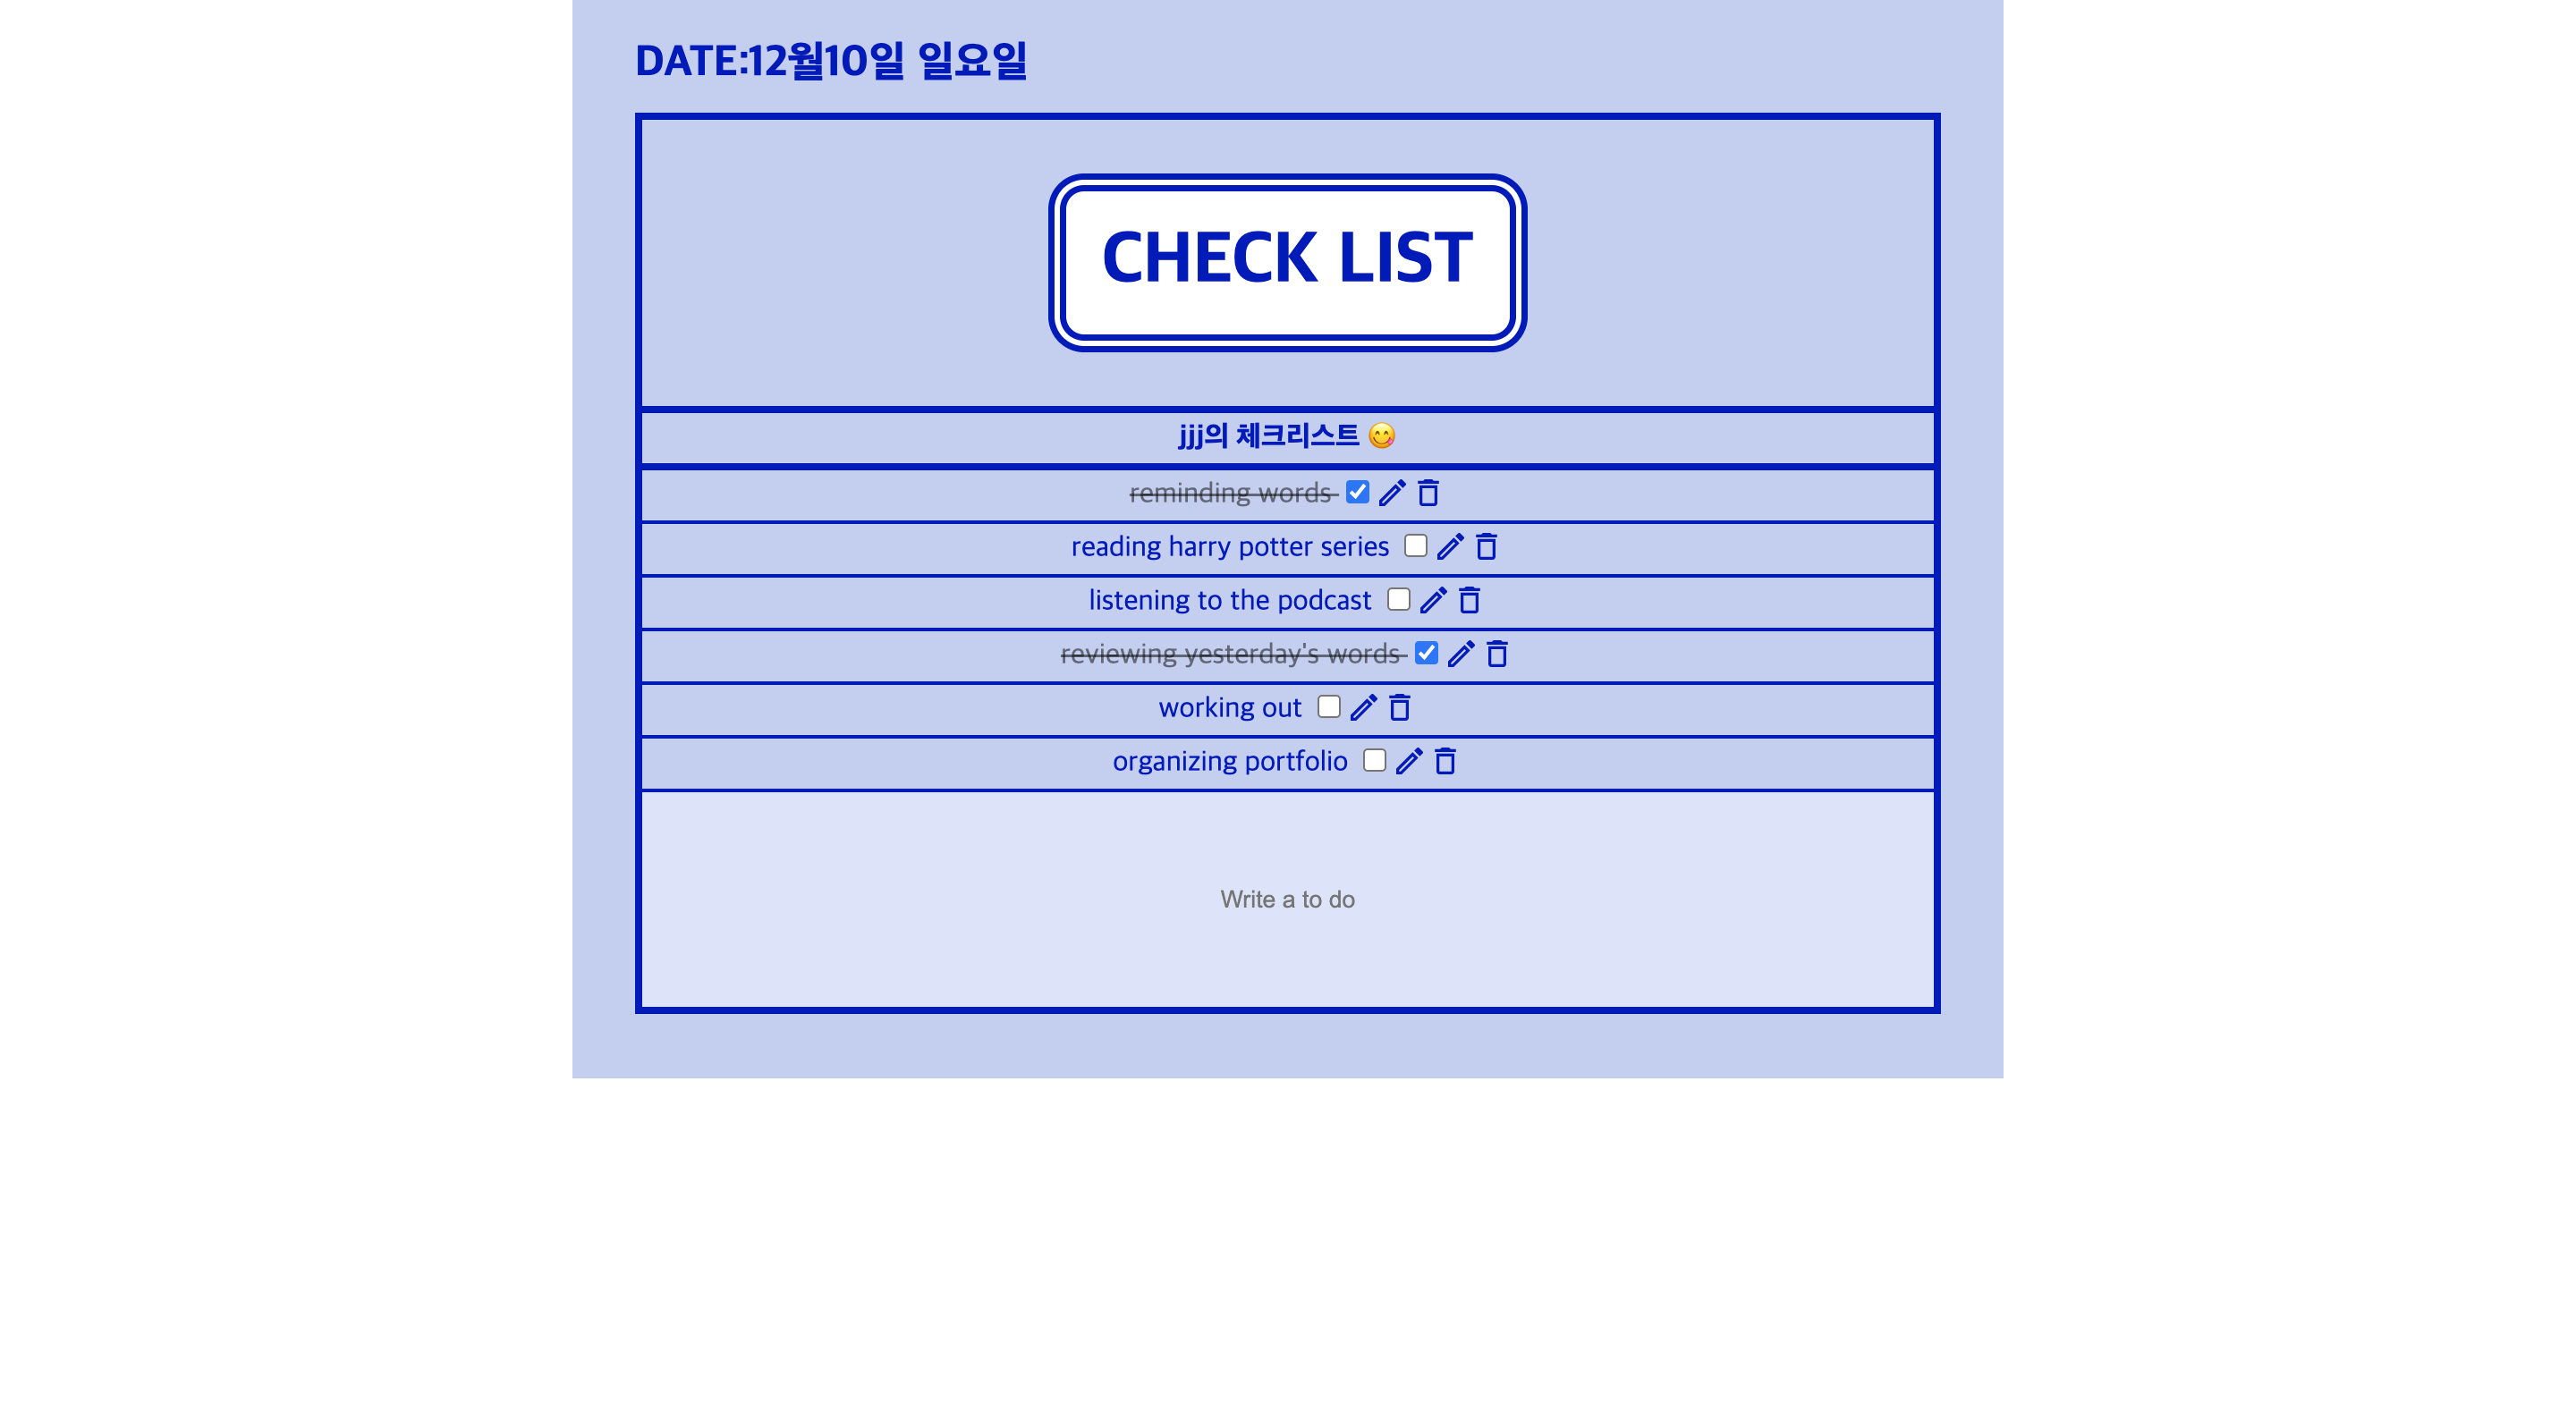 DATE:12월10일 일요일
CHECK LIST
jjj의 체크리스트 😋
reminding words
reading harry potter series
listening to the podcast
reviewing yesterday's words
working out
organizing portfolio
Write a to do